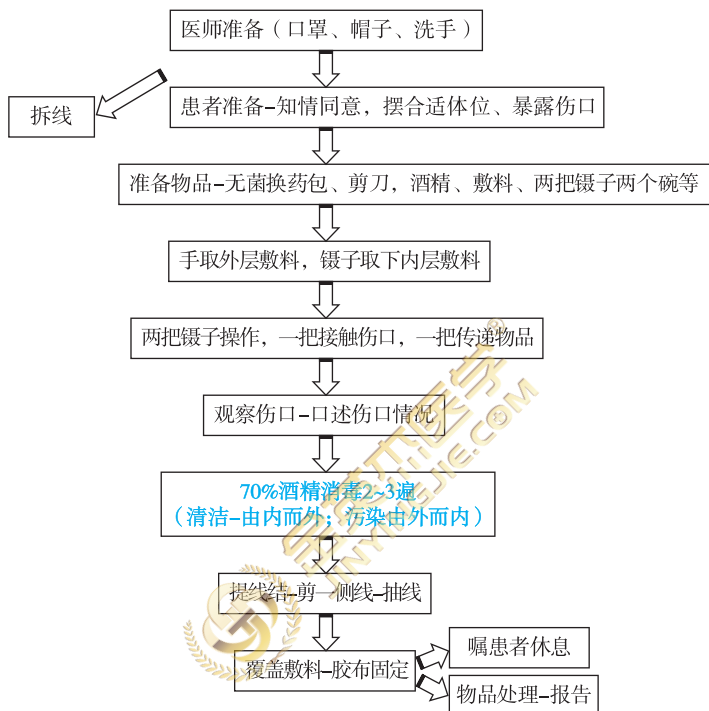 医师准备（口罩、帽子、洗手）
拆线
患者准备–知情同意，摆合适体位、暴露伤口
准备物品–无菌换药包、剪刀，酒精、敷料、两把镊子两个碗等
手取外层敷料，镊子取下内层敷料
两把镊子操作，一把接触伤口，一把传递物品
观察伤口–口述伤口情况
70%酒精消毒2~3遍
（清洁–由内而外；污染由外而内）
提线结–剪一侧线–抽线
覆盖敷料–胶布固定
嘱患者休息
物品处理–报告
金英杰医学®
JINYINGJIE.COM